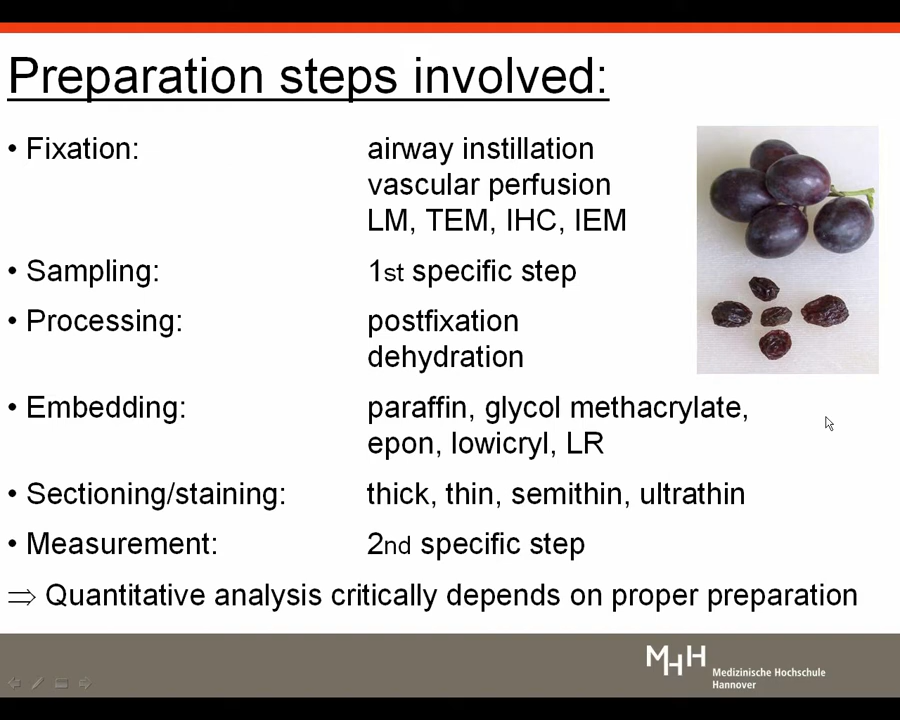 Preparation steps involved:
• Fixation: airway instillation
vascular perfusion
LM, TEM, IHC, IEM
• Sampling: 1st specific step
• Processing: postfixation
dehydration
• Embedding: paraffin, glycol methacrylate,
epon, lowicryl, LR
• Sectioning/staining: thick, thin, semithin, ultrathin
• Measurement: 2nd specific step
⇒ Quantitative analysis critically depends on proper preparation
MHH
Medizinische Hochschule
Hannover